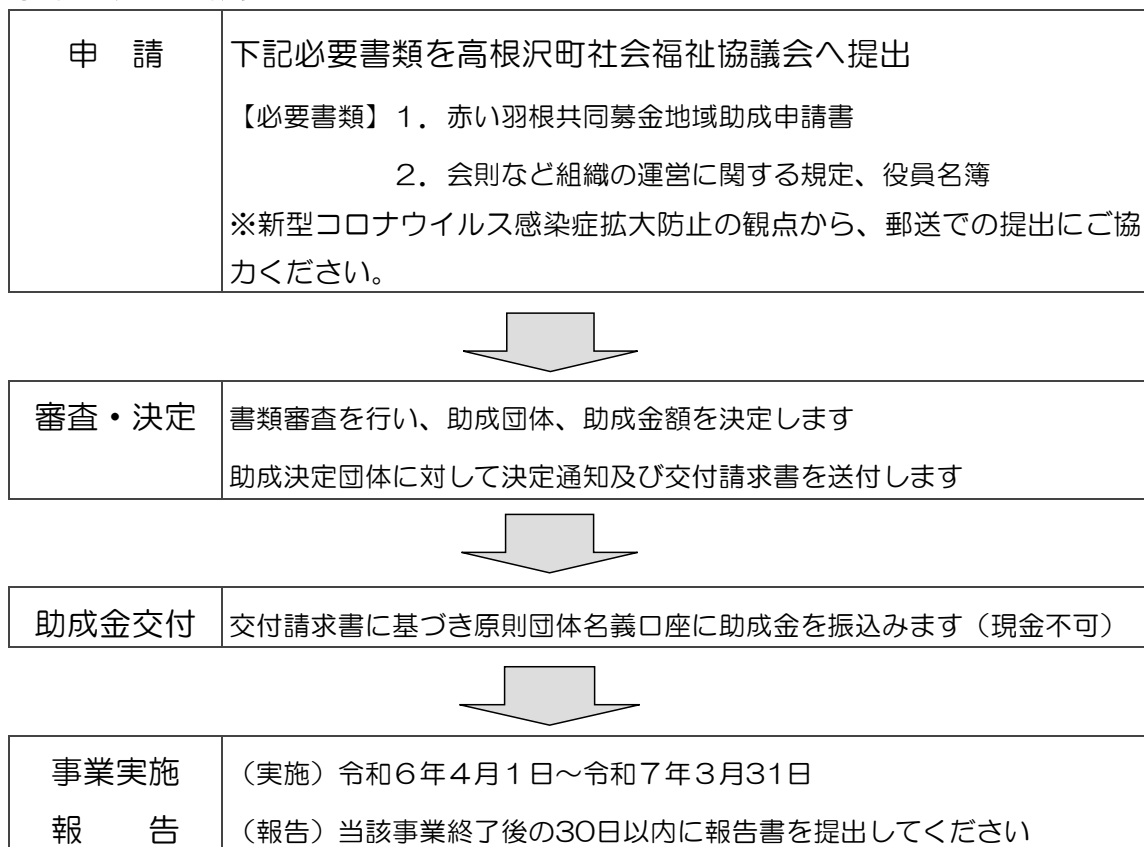 申　請
下記必要書類を高根沢町社会福祉協議会へ提出
【必要書類】１．赤い羽根共同募金地域助成申請書
２．会則など組織の運営に関する規定、役員名簿
※新型コロナウイルス感染症拡大防止の観点から、郵送での提出にご協
力ください。
審査・決定
書類審査を行い、助成団体、助成金額を決定します
助成決定団体に対して決定通知及び交付請求書を送付します
助成金交付
交付請求書に基づき原則団体名義口座に助成金を振込みます（現金不可）
事業実施
（実施）令和６年４月１日～令和７年３月31日
報　告
（報告）当該事業終了後の30日以内に報告書を提出してください